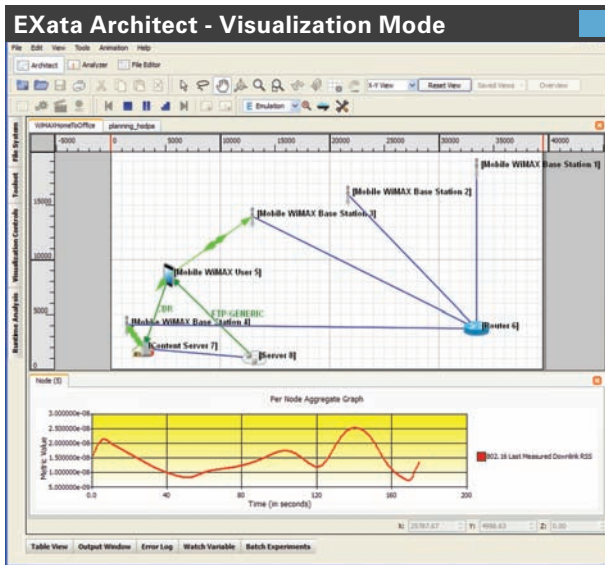 EXata Architect - Visualization Mode
File Edit View Tools Animation Help
Architect Analyzer File Editor
X-Y View Reset View Saved Views Overview
Emulation
WiMAXHomeToOffice planning_hsdpa
-5000 0 5000 10000 15000 20000 25000 30000 35000 40000
File System
Toolset
Visualization Controls
Runtime Analysis
15000
10000
5000
0
[Mobile WiMAX Base Station 1]
[Mobile WiMAX Base Station 2]
[Mobile WiMAX Base Station 3]
[Mobile WiMAX User 5]
CBR FTP-GENERIC
[Mobile WiMAX Base Station 4]
[Router 6]
[Content Server 7]
[Server 8]
Node (5)
Per Node Aggregate Graph
Metric Value
3.000000e-08
2.500000e-08
2.000000e-08
1.500000e-08
1.000000e-08
5.000000e-09
0.0 40 80 120 160 200
Time (in seconds)
802.16 Last Measured Downlink RSS
X: 25787.67 Y: 4998.63 Z: 0.00
Table View Output Window Error Log Watch Variable Batch Experiments